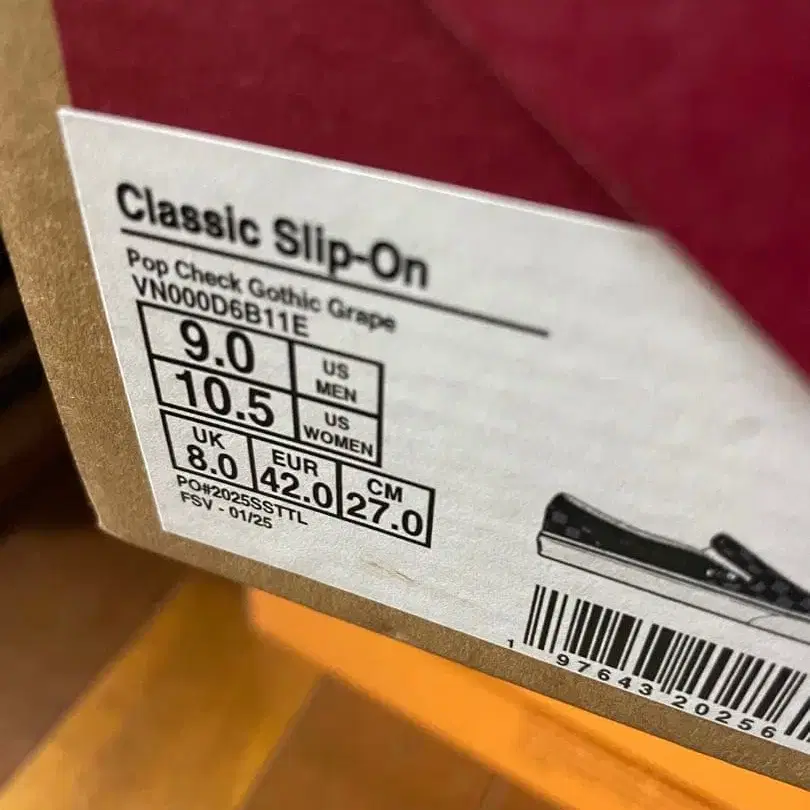 Classic Slip-On
Pop Check Gothic Grape
VN000D6B11E
9.0 US MEN
10.5 US WOMEN
UK 8.0 EUR 42.0 CM 27.0
PO#2025SSTTL
FSV - 01/25
1 97643 20256